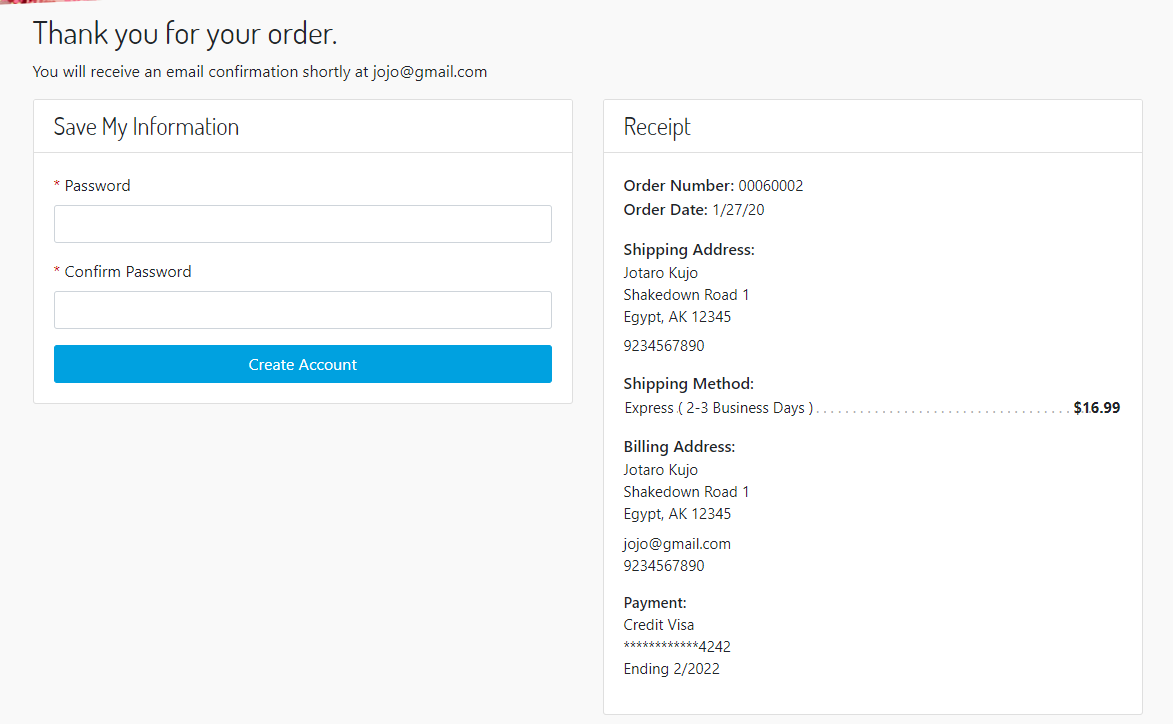 Thank you for your order.
You will receive an email confirmation shortly at jojo@gmail.com
Save My Information
* Password
* Confirm Password
Create Account
Receipt
Order Number: 00060002
Order Date: 1/27/20
Shipping Address:
Jotaro Kujo
Shakedown Road 1
Egypt, AK 12345
9234567890
Shipping Method:
Express ( 2-3 Business Days ) . . . . . . . . . . . . . . . . . . . . . . . . . . . . . . . . . . . $16.99
Billing Address:
Jotaro Kujo
Shakedown Road 1
Egypt, AK 12345
jojo@gmail.com
9234567890
Payment:
Credit Visa
************4242
Ending 2/2022